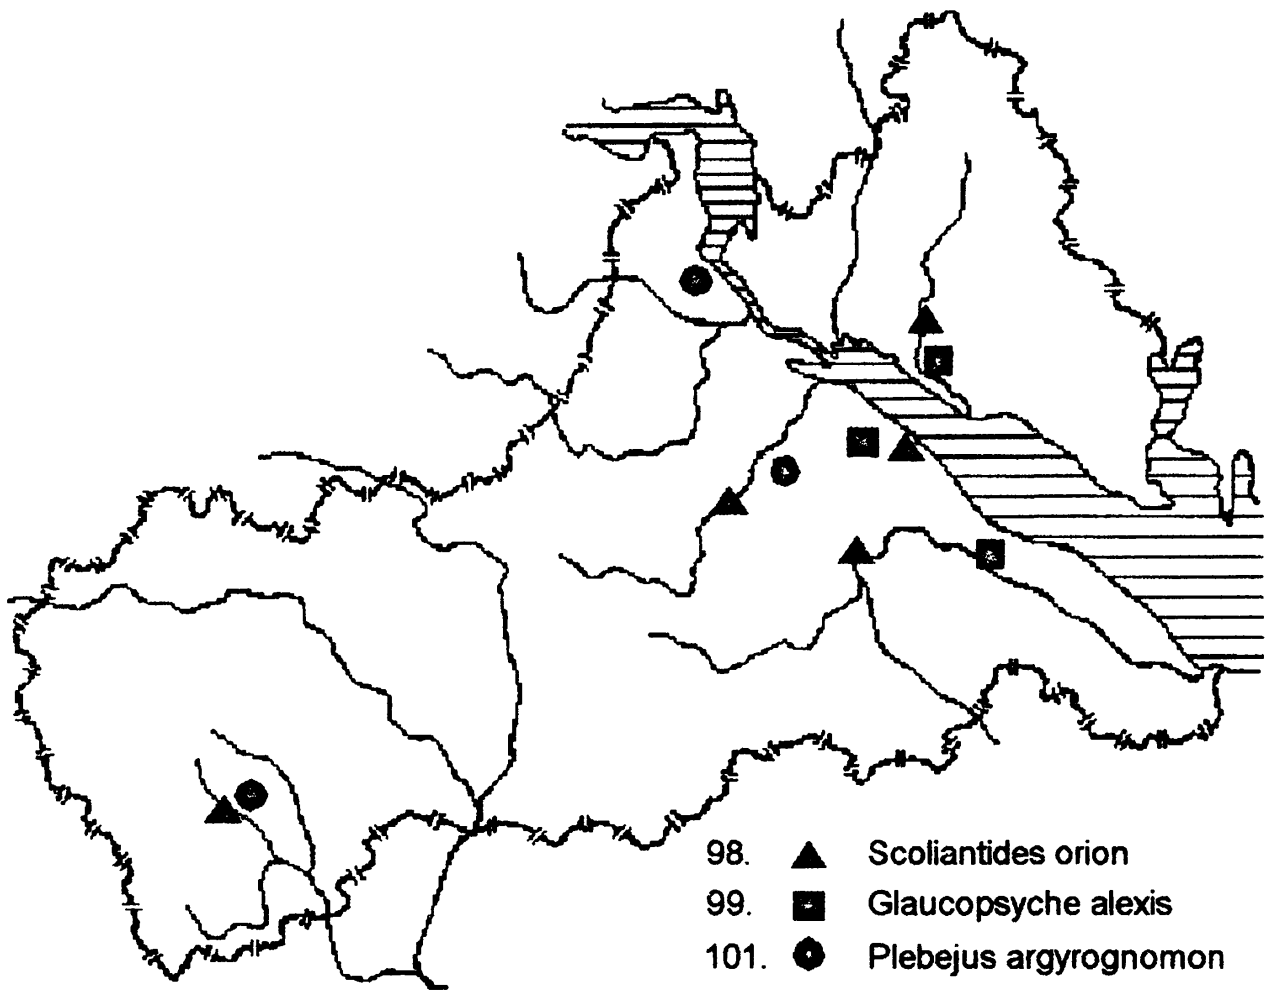 98. Scoliantides orion
99. Glaucopsyche alexis
101. Plebejus argyrognomon